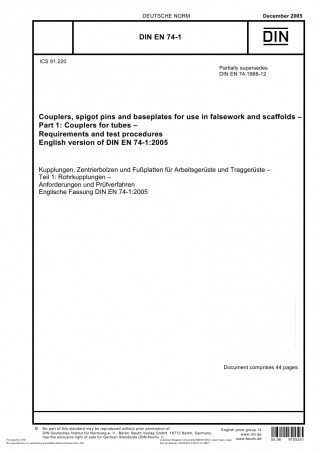 DEUTSCHE NORM
December 2005
DIN EN 74-1
DIN
ICS 91.220
Partially supersedes
DIN EN 74:1988-12
Couplers, spigot pins and baseplates for use in falsework and scaffolds –
Part 1: Couplers for tubes –
Requirements and test procedures
English version of DIN EN 74-1:2005
Kupplungen, Zentrierbolzen und Fußplatten für Arbeitsgerüste und Traggerüste –
Teil 1: Rohrkupplungen –
Anforderungen und Prüfverfahren
Englische Fassung DIN EN 74-1:2005
Document comprises 44 pages
© No part of this standard may be reproduced without prior permission of
DIN Deutsches Institut für Normung e. V., Berlin. Beuth Verlag GmbH, 10772 Berlin, Germany,
has the exclusive right of sale for German Standards (DIN-Normen).
English price group 14
www.din.de
www.beuth.de
05.06